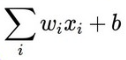 ∑_i w_i x_i + b